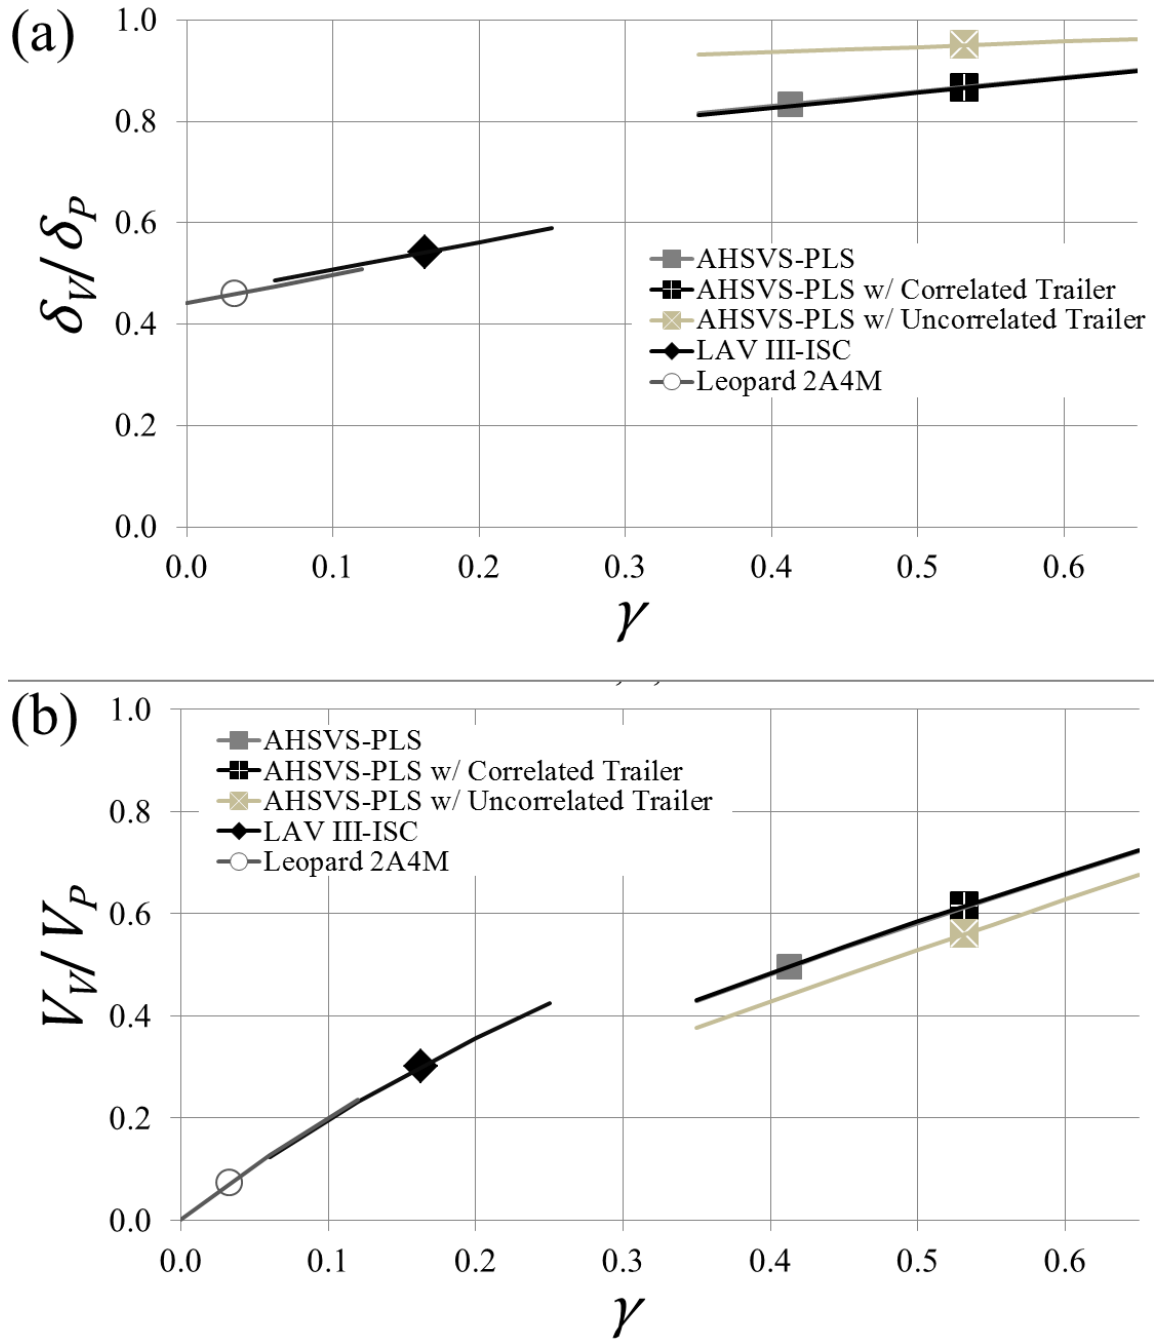 (a)
1.0
0.8
0.6
0.4
0.2
0.0
δV/ δP
AHSVS-PLS
AHSVS-PLS w/ Correlated Trailer
AHSVS-PLS w/ Uncorrelated Trailer
LAV III-ISC
Leopard 2A4M
0.0 0.1 0.2 0.3 0.4 0.5 0.6
γ
(b)
1.0
0.8
0.6
0.4
0.2
0.0
VV/ VP
AHSVS-PLS
AHSVS-PLS w/ Correlated Trailer
AHSVS-PLS w/ Uncorrelated Trailer
LAV III-ISC
Leopard 2A4M
0.0 0.1 0.2 0.3 0.4 0.5 0.6
γ